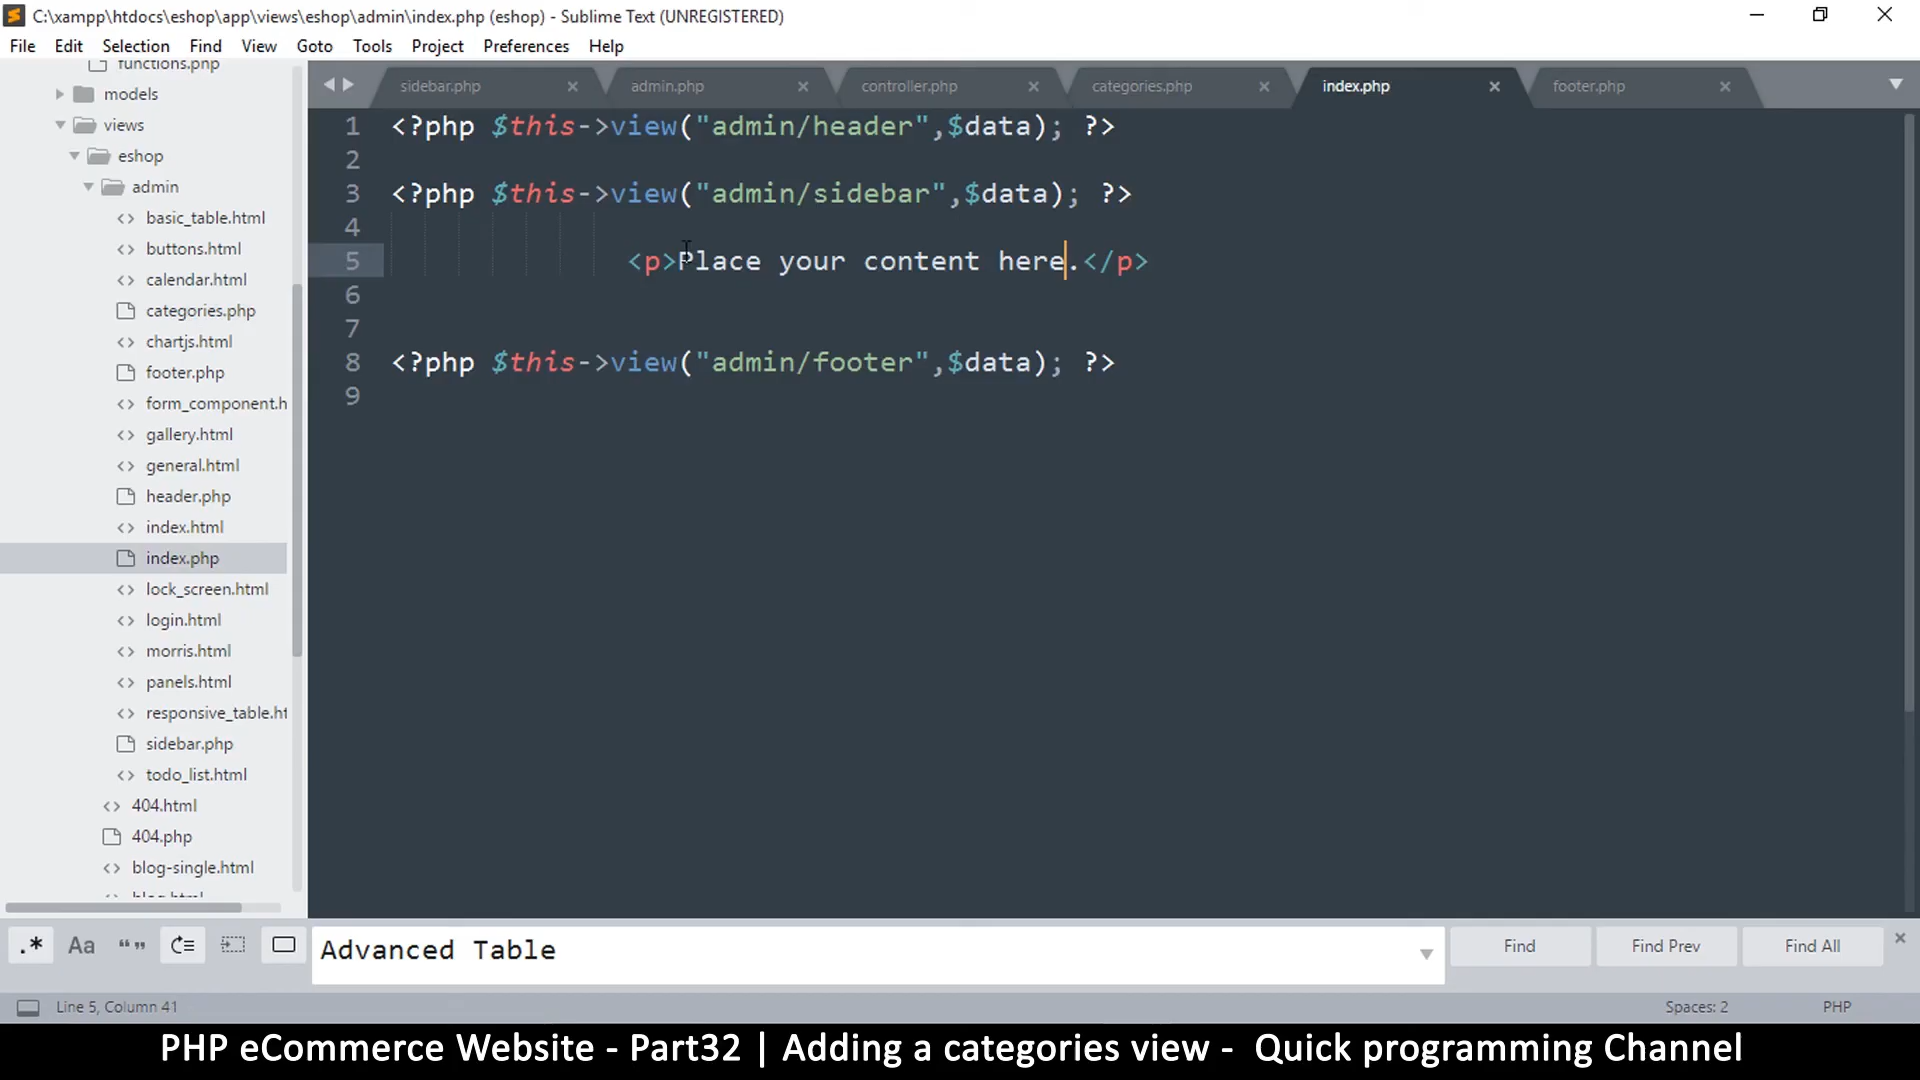 C:\xampp\htdocs\eshop\app\views\eshop\admin\index.php (eshop) - Sublime Text (UNREGISTERED)
File Edit Selection Find View Goto Tools Project Preferences Help
functions.php
models
views
eshop
admin
basic_table.html
buttons.html
calendar.html
categories.php
chartjs.html
footer.php
form_component.h
gallery.html
general.html
header.php
index.html
index.php
lock_screen.html
login.html
morris.html
panels.html
responsive_table.ht
sidebar.php
todo_list.html
404.html
404.php
blog-single.html
blog.html
sidebar.php admin.php controller.php categories.php index.php footer.php
1 <?php $this->view("admin/header",$data); ?>
2
3 <?php $this->view("admin/sidebar",$data); ?>
4
5 <p>Place your content here.</p>
6
7
8 <?php $this->view("admin/footer",$data); ?>
9
.* Aa “ ” Advanced Table Find Find Prev Find All
Line 5, Column 41 Spaces: 2 PHP
PHP eCommerce Website - Part32 | Adding a categories view - Quick programming Channel